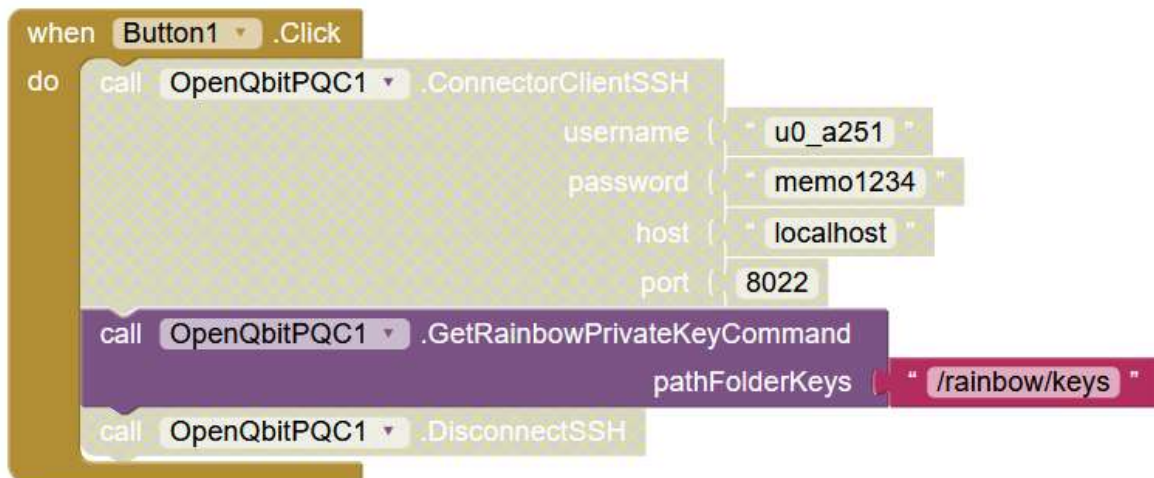 when Button1 .Click
do call OpenQbitPQC1 .ConnectorClientSSH
username " u0_a251 "
password " memo1234 "
host " localhost "
port 8022
call OpenQbitPQC1 .GetRainbowPrivateKeyCommand
pathFolderKeys " /rainbow/keys "
call OpenQbitPQC1 .DisconnectSSH